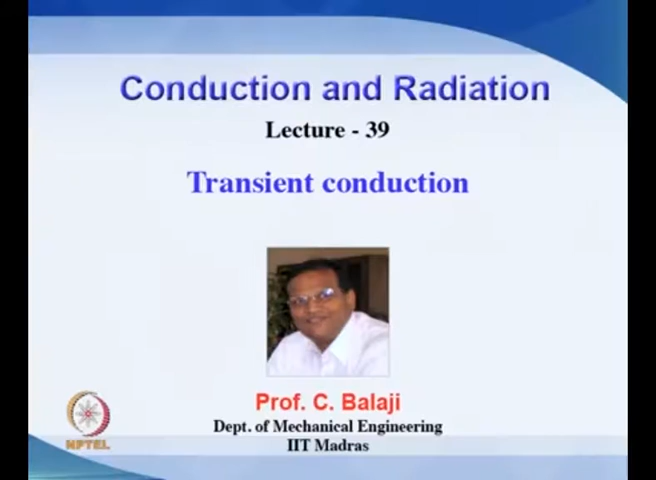 Conduction and Radiation
Lecture - 39
Transient conduction
Prof. C. Balaji
Dept. of Mechanical Engineering
IIT Madras
NPTEL